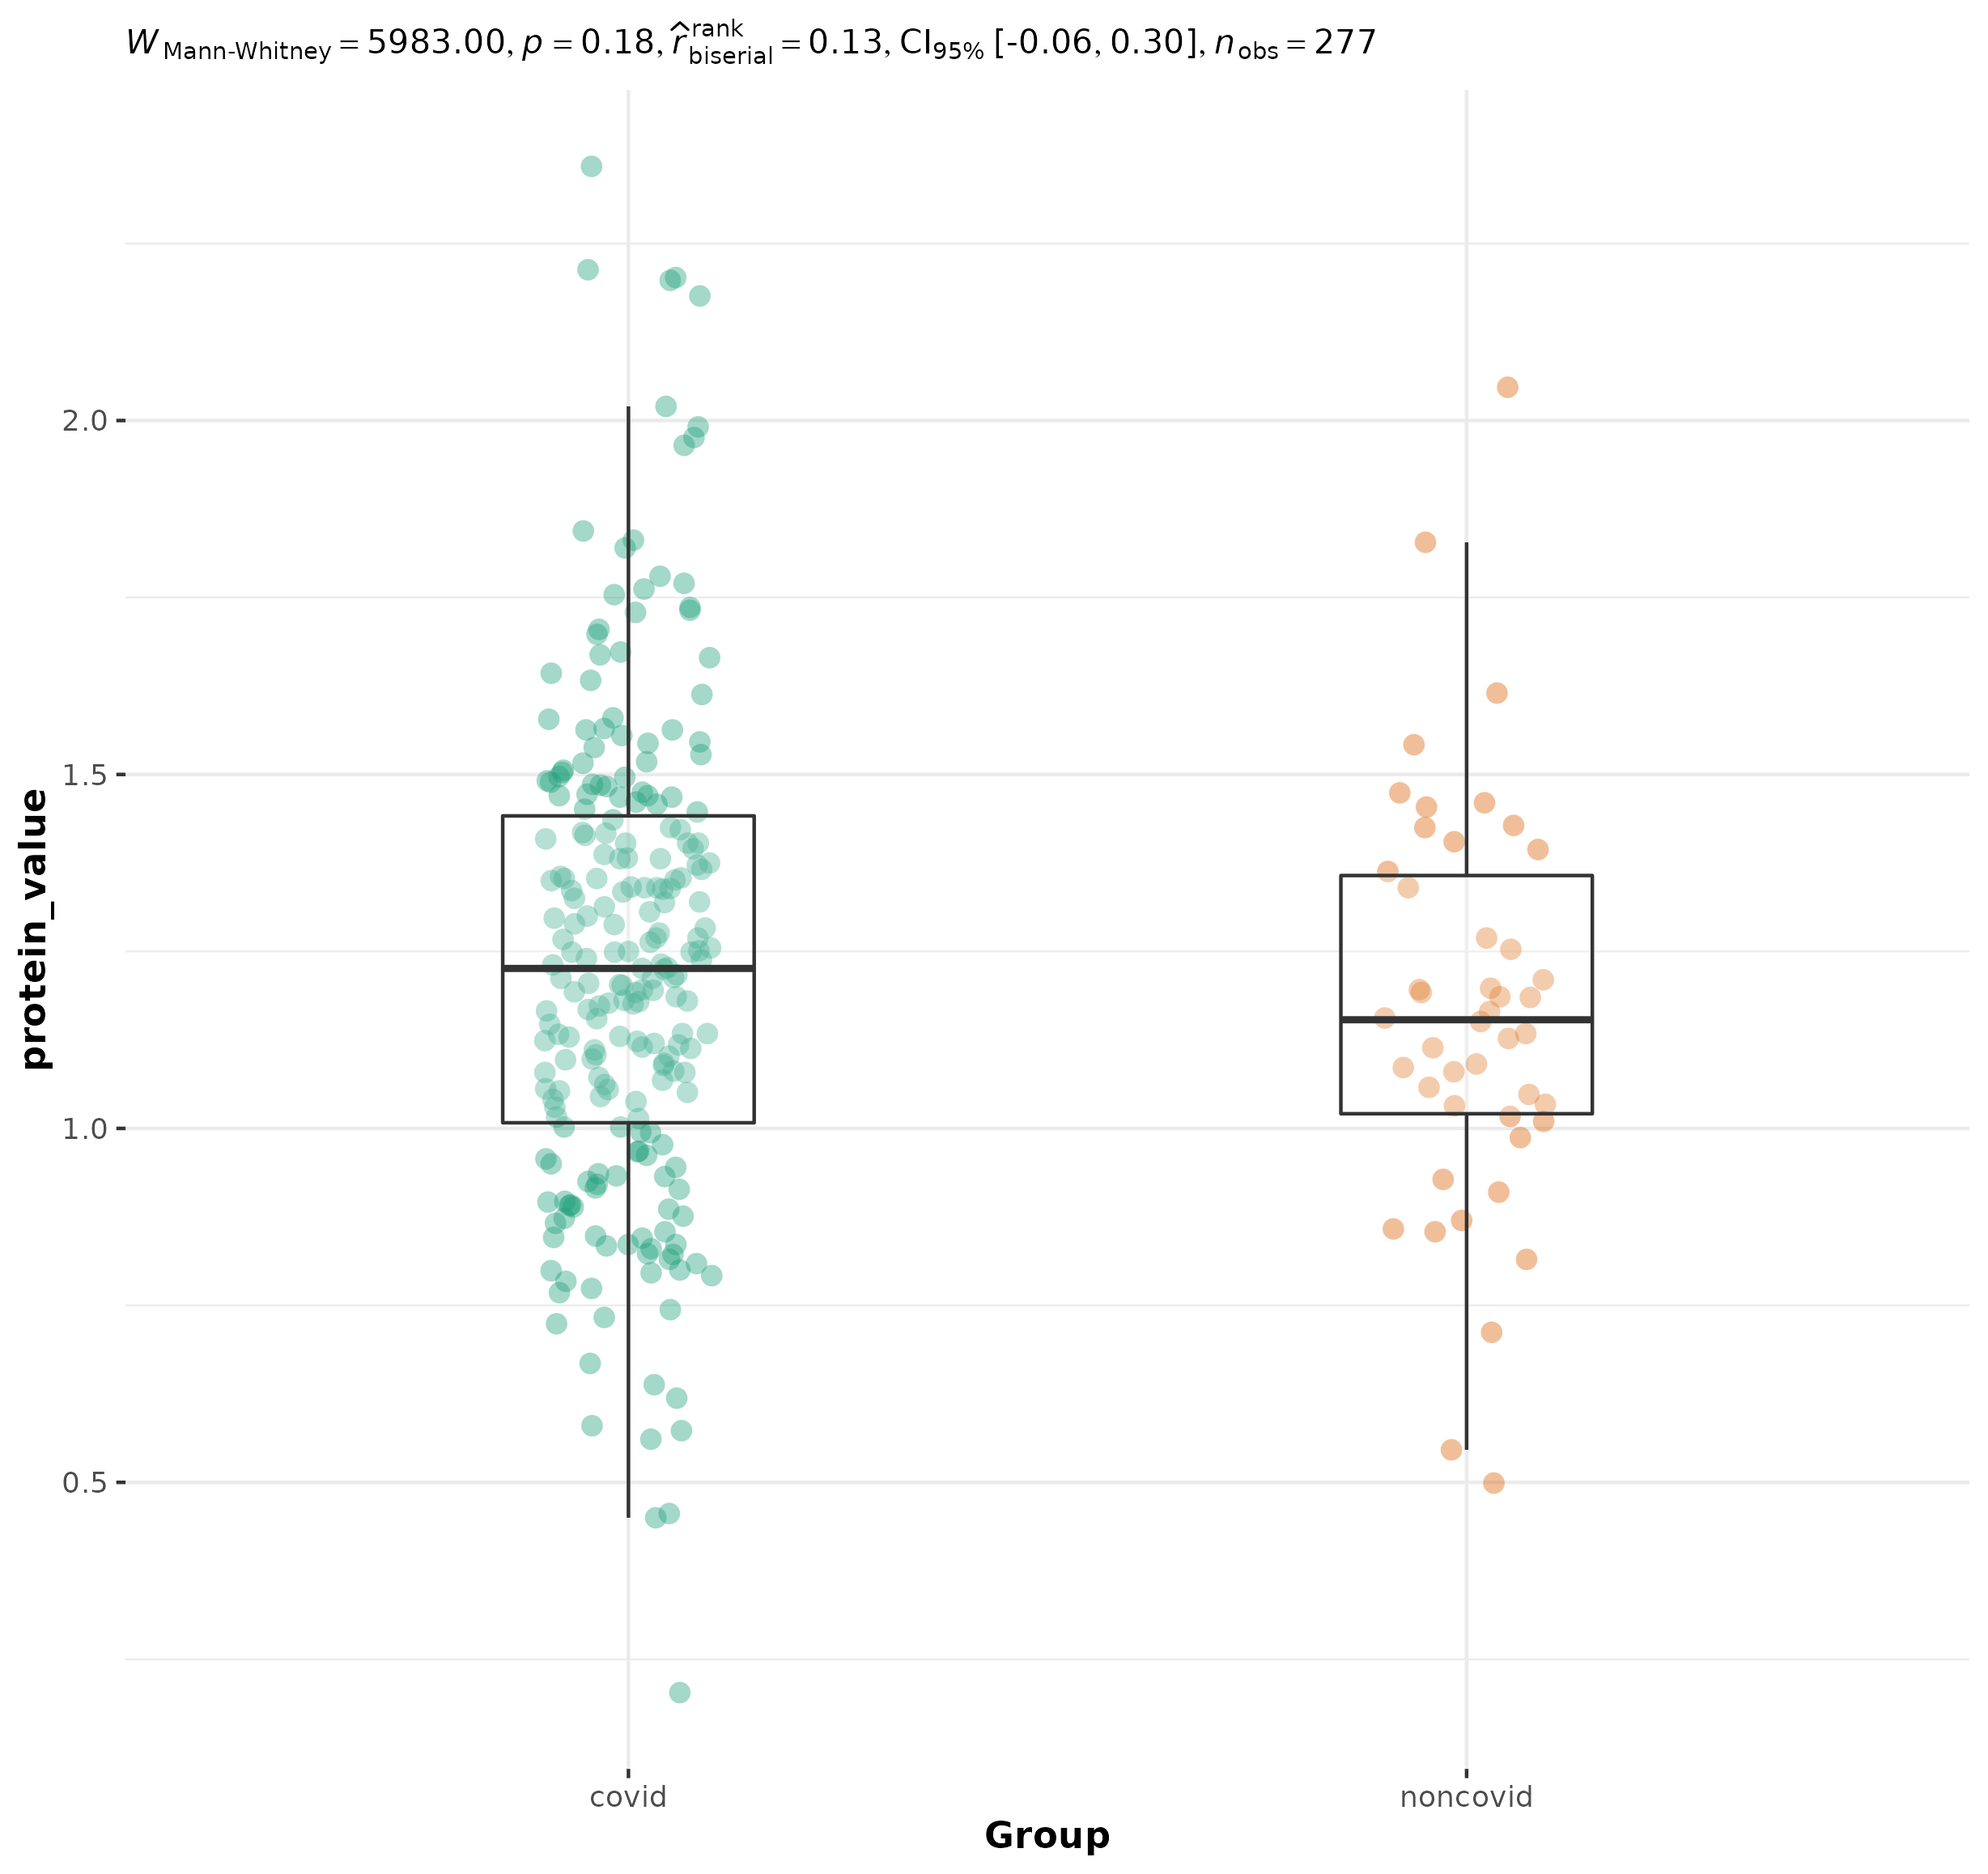 W Mann-Whitney = 5983.00, p = 0.18, r̂ rank biserial = 0.13, CI95% [-0.06, 0.30], n obs = 277
2.0
1.5
1.0
0.5
protein_value
covid noncovid
Group